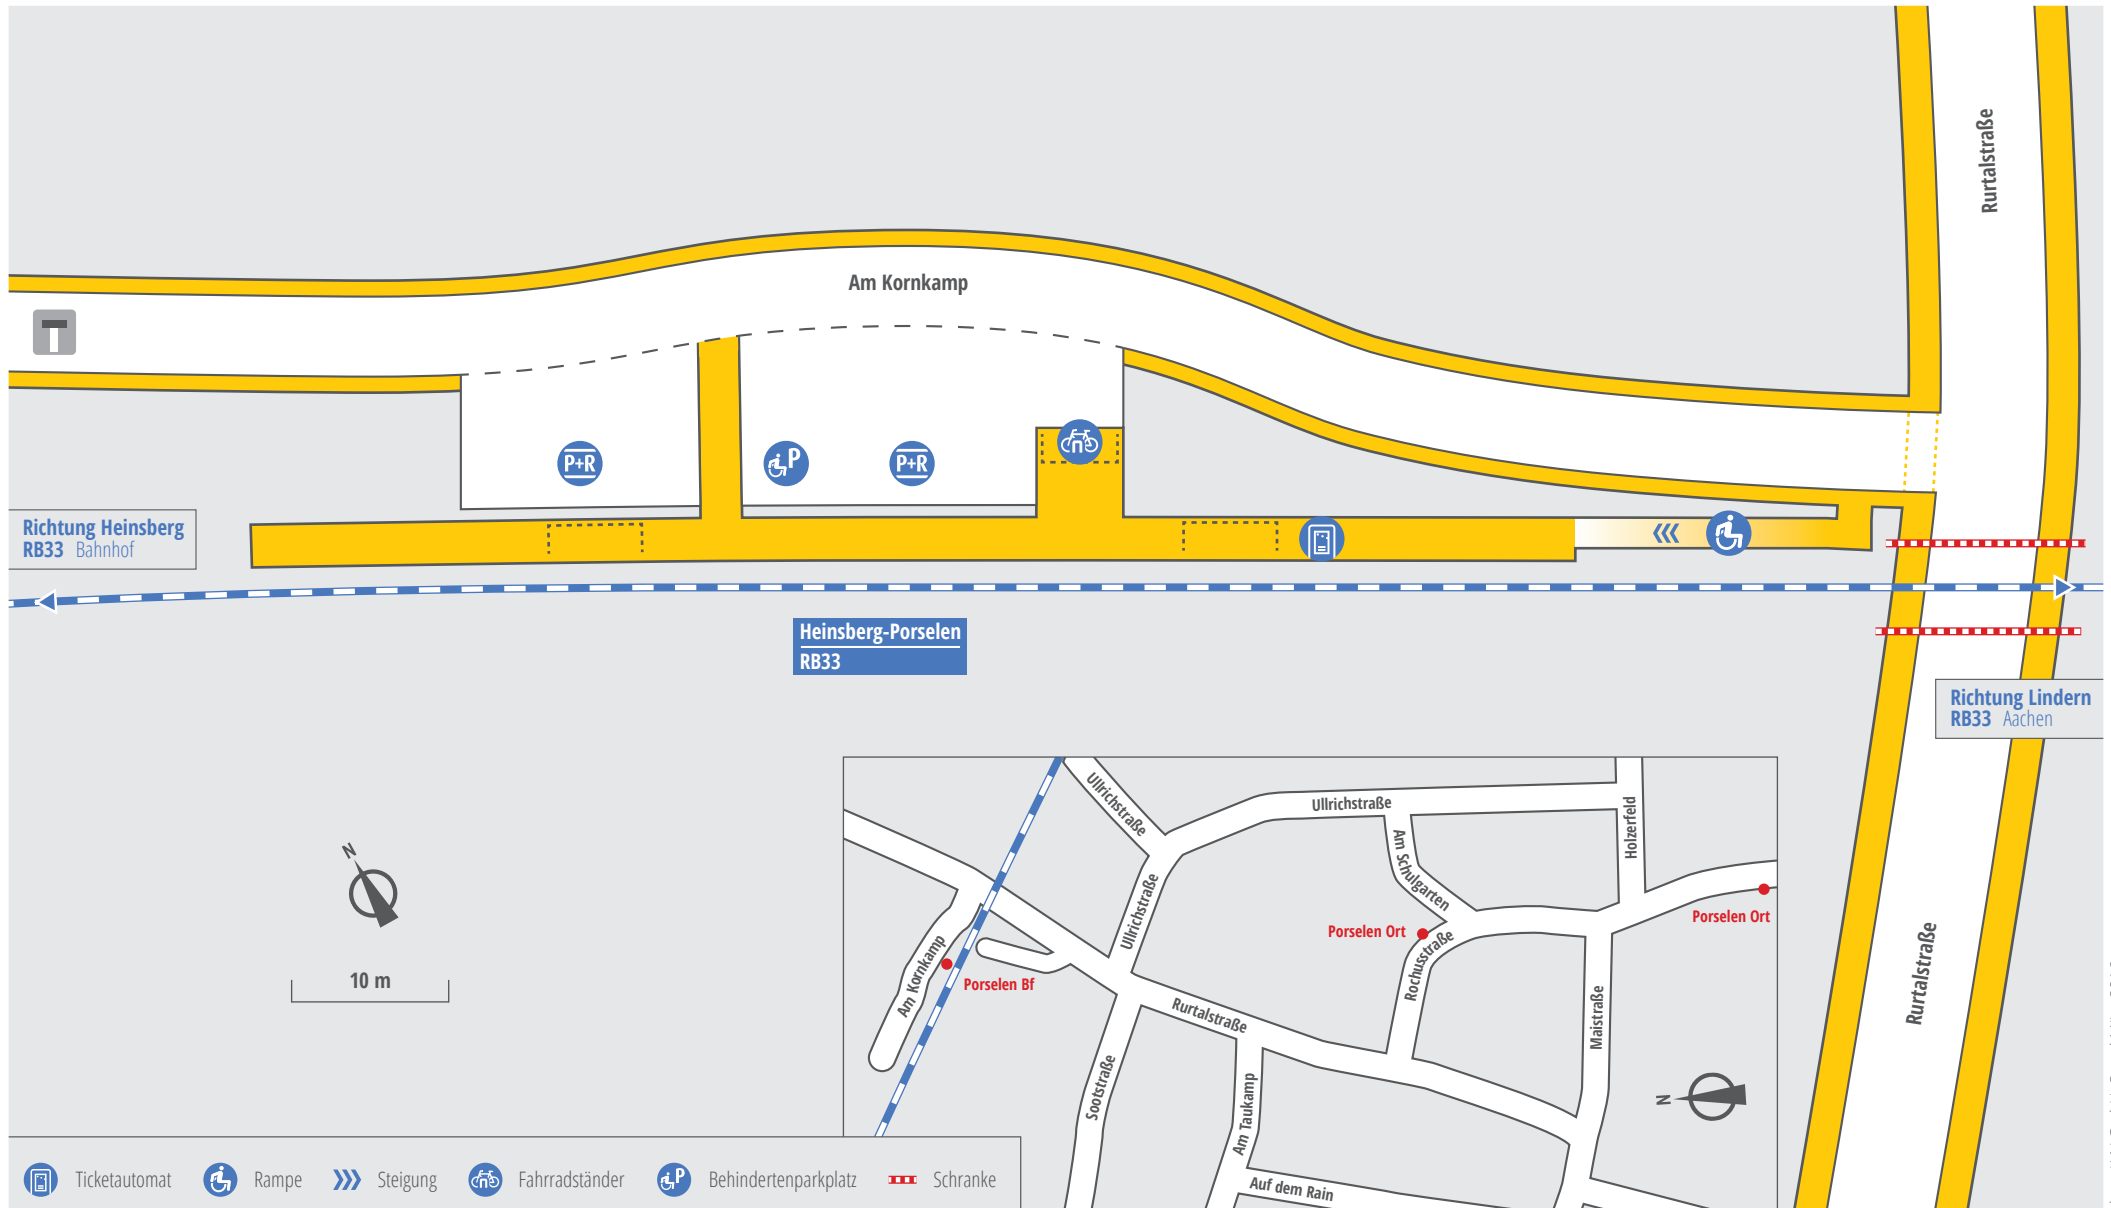 Rurtalstraße
Am Kornkamp
P+R
P
P+R
Richtung Heinsberg
RB33 Bahnhof
Heinsberg-Porselen
RB33
Richtung Lindern
RB33 Aachen
N
10 m
Ullrichstraße
Ullrichstraße
Holzerfeld
Am Schulgarten
Ullrichstraße
Porselen Ort
Porselen Ort
Rochusstraße
Am Kornkamp
Porselen Bf
Rurtalstraße
Maistraße
Sootstraße
Am Taukamp
N
Auf dem Rain
Rurtalstraße
Ticketautomat
Rampe
Steigung
Fahrradständer
P
Behindertenparkplatz
Schranke